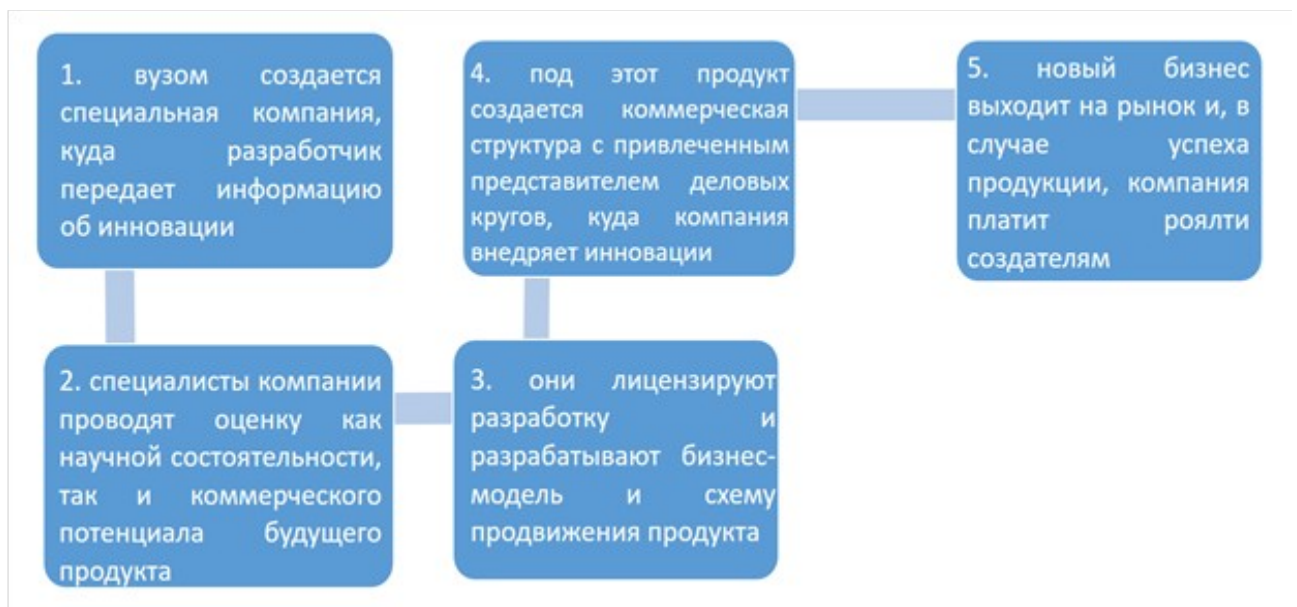 1. вузом создается
специальная компания,
куда разработчик
передает информацию
об инновации
2. специалисты компании
проводят оценку как
научной состоятельности,
так и коммерческого
потенциала будущего
продукта
3. они лицензируют
разработку и
разрабатывают бизнес-
модель и схему
продвижения продукта
4. под этот продукт
создается коммерческая
структура с привлеченным
представителем деловых
кругов, куда компания
внедряет инновации
5. новый бизнес
выходит на рынок и, в
случае успеха
продукции, компания
платит роялти
создателям